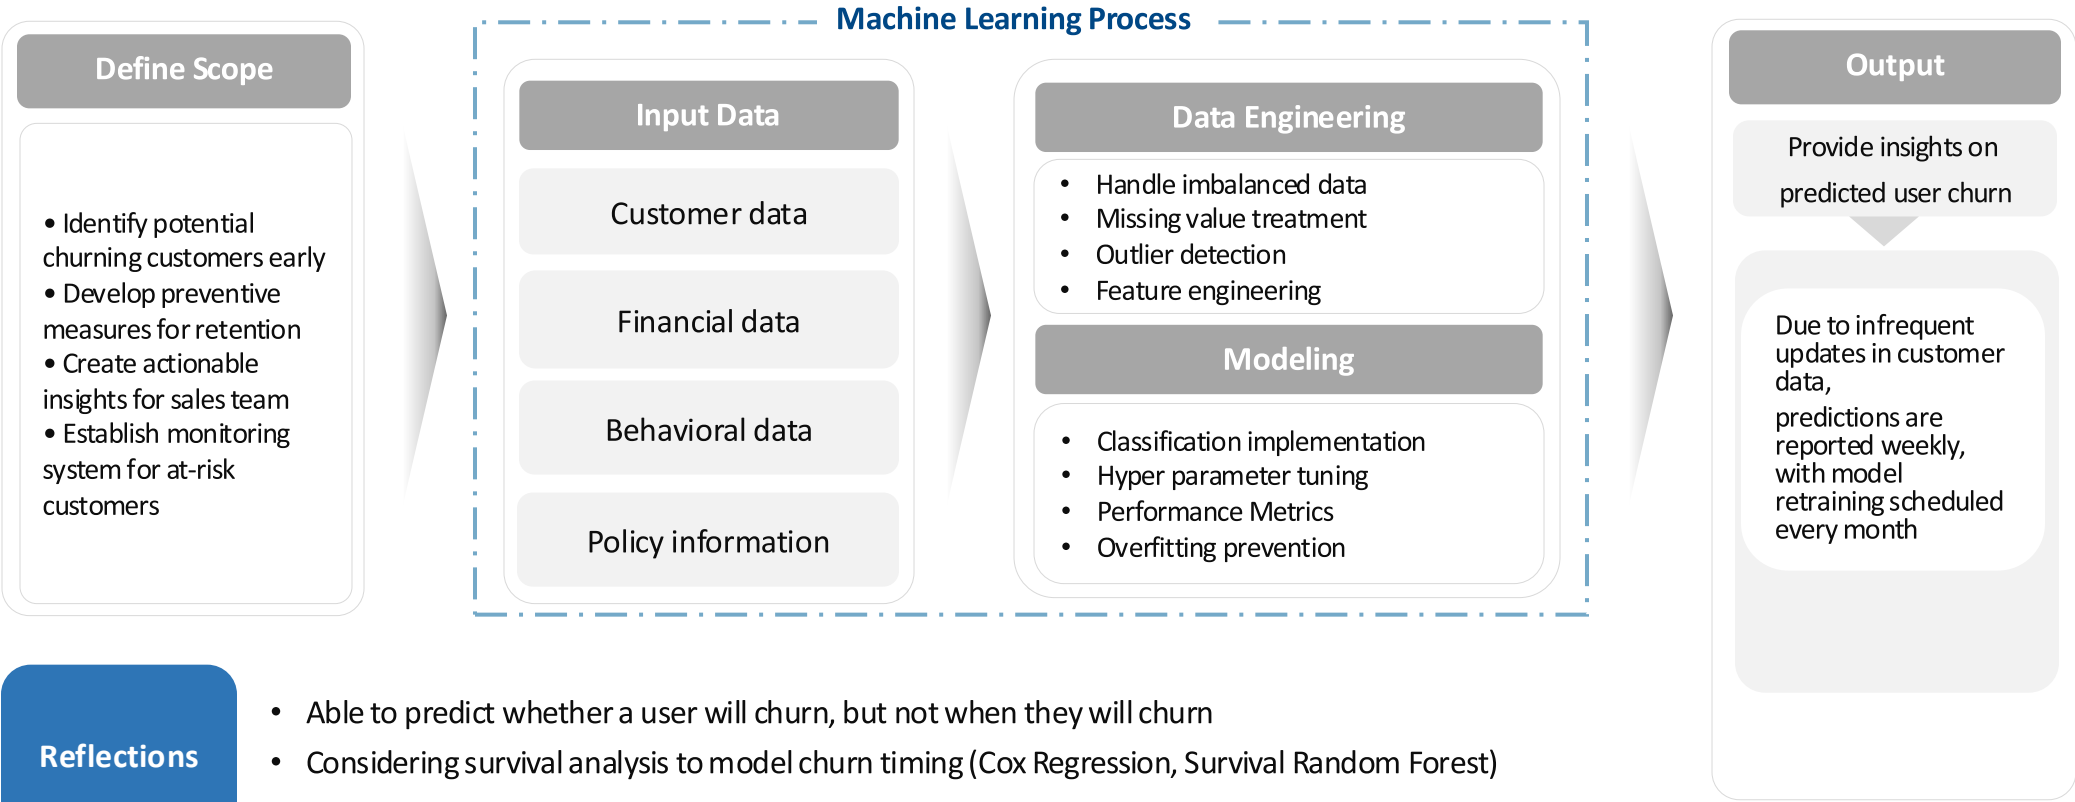 Machine Learning Process
Define Scope
• Identify potential
churning customers early
• Develop preventive
measures for retention
• Create actionable
insights for sales team
• Establish monitoring
system for at-risk
customers
Input Data
Customer data
Financial data
Behavioral data
Policy information
Data Engineering
• Handle imbalanced data
• Missing value treatment
• Outlier detection
• Feature engineering
Modeling
• Classification implementation
• Hyper parameter tuning
• Performance Metrics
• Overfitting prevention
Output
Provide insights on
predicted user churn
Due to infrequent
updates in customer
data,
predictions are
reported weekly,
with model
retraining scheduled
every month
Reflections
• Able to predict whether a user will churn, but not when they will churn
• Considering survival analysis to model churn timing (Cox Regression, Survival Random Forest)